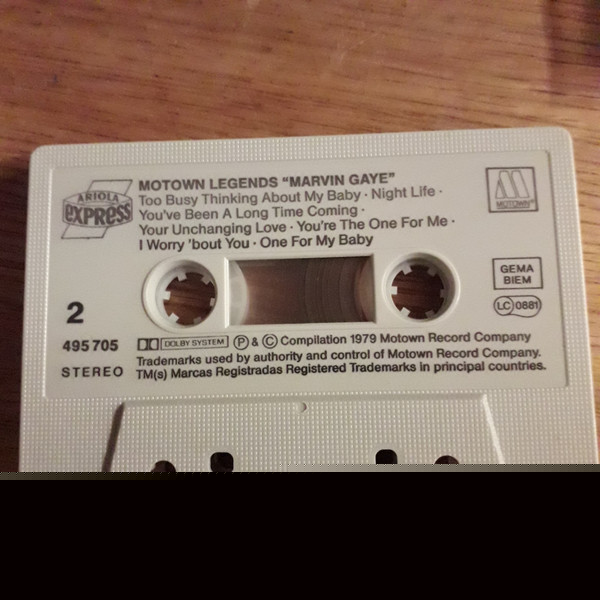 MOTOWN LEGENDS "MARVIN GAYE"
ARIOLA
EXPRESS
Too Busy Thinking About My Baby · Night Life ·
You've Been A Long Time Coming ·
Your Unchanging Love · You're The One For Me ·
I Worry 'bout You · One For My Baby
MOTOWN
GEMA
BIEM
LC 0881
2
495 705
STEREO
DOLBY SYSTEM Ⓟ & © Compilation 1979 Motown Record Company
Trademarks used by authority and control of Motown Record Company.
TM(s) Marcas Registradas Registered Trademarks in principal countries.